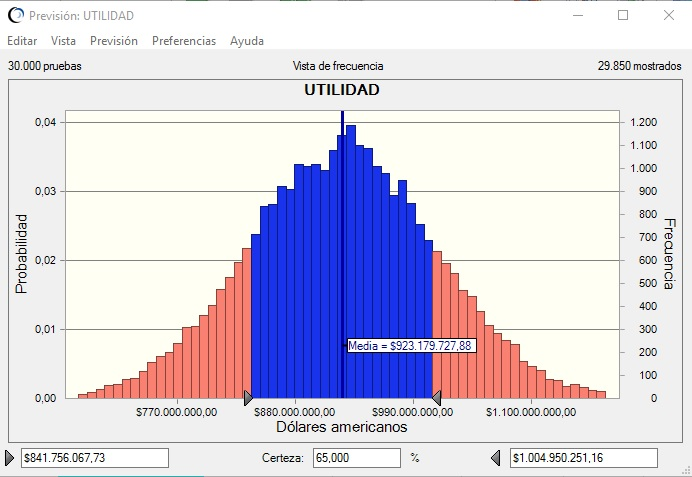 Previsión: UTILIDAD
Editar Vista Previsión Preferencias Ayuda
30.000 pruebas Vista de frecuencia 29.850 mostrados
UTILIDAD
0,04
0,03
0,02
0,01
0,00
Probabilidad
1.200
1.100
1.000
900
800
700
600
500
400
300
200
100
0
Frecuencia
Media = $923.179.727,88
$770.000.000,00 $880.000.000,00 $990.000.000,00 $1.100.000.000,00
Dólares americanos
$841.756.067,73 Certeza: 65,000 % $1.004.950.251,16